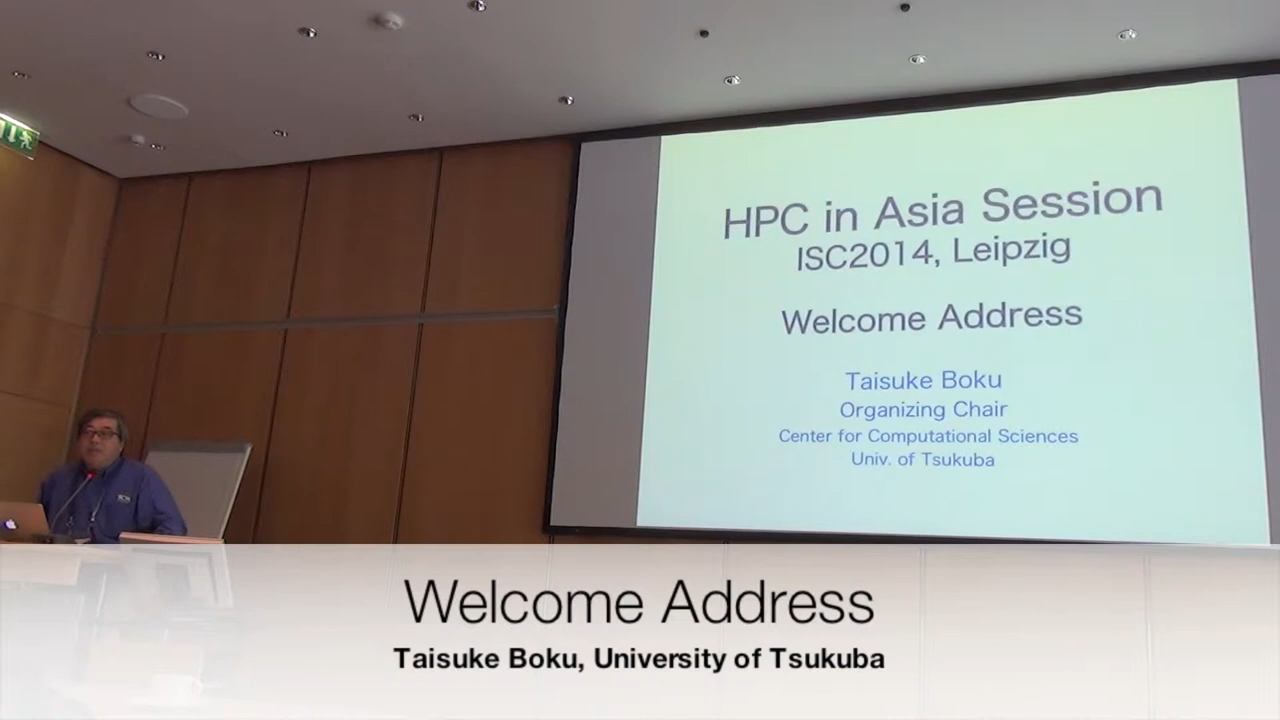 HPC in Asia Session
ISC2014, Leipzig
Welcome Address
Taisuke Boku
Organizing Chair
Center for Computational Sciences
Univ. of Tsukuba
Welcome Address
Taisuke Boku, University of Tsukuba